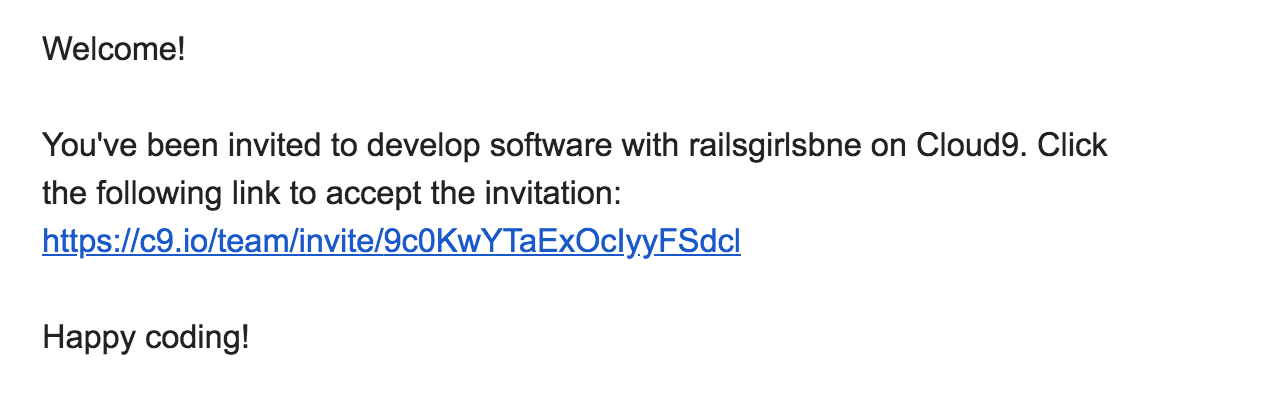 Welcome!
You've been invited to develop software with railsgirlsbne on Cloud9. Click
the following link to accept the invitation:
https://c9.io/team/invite/9c0KwYTaExOcIyyFSdcl
Happy coding!